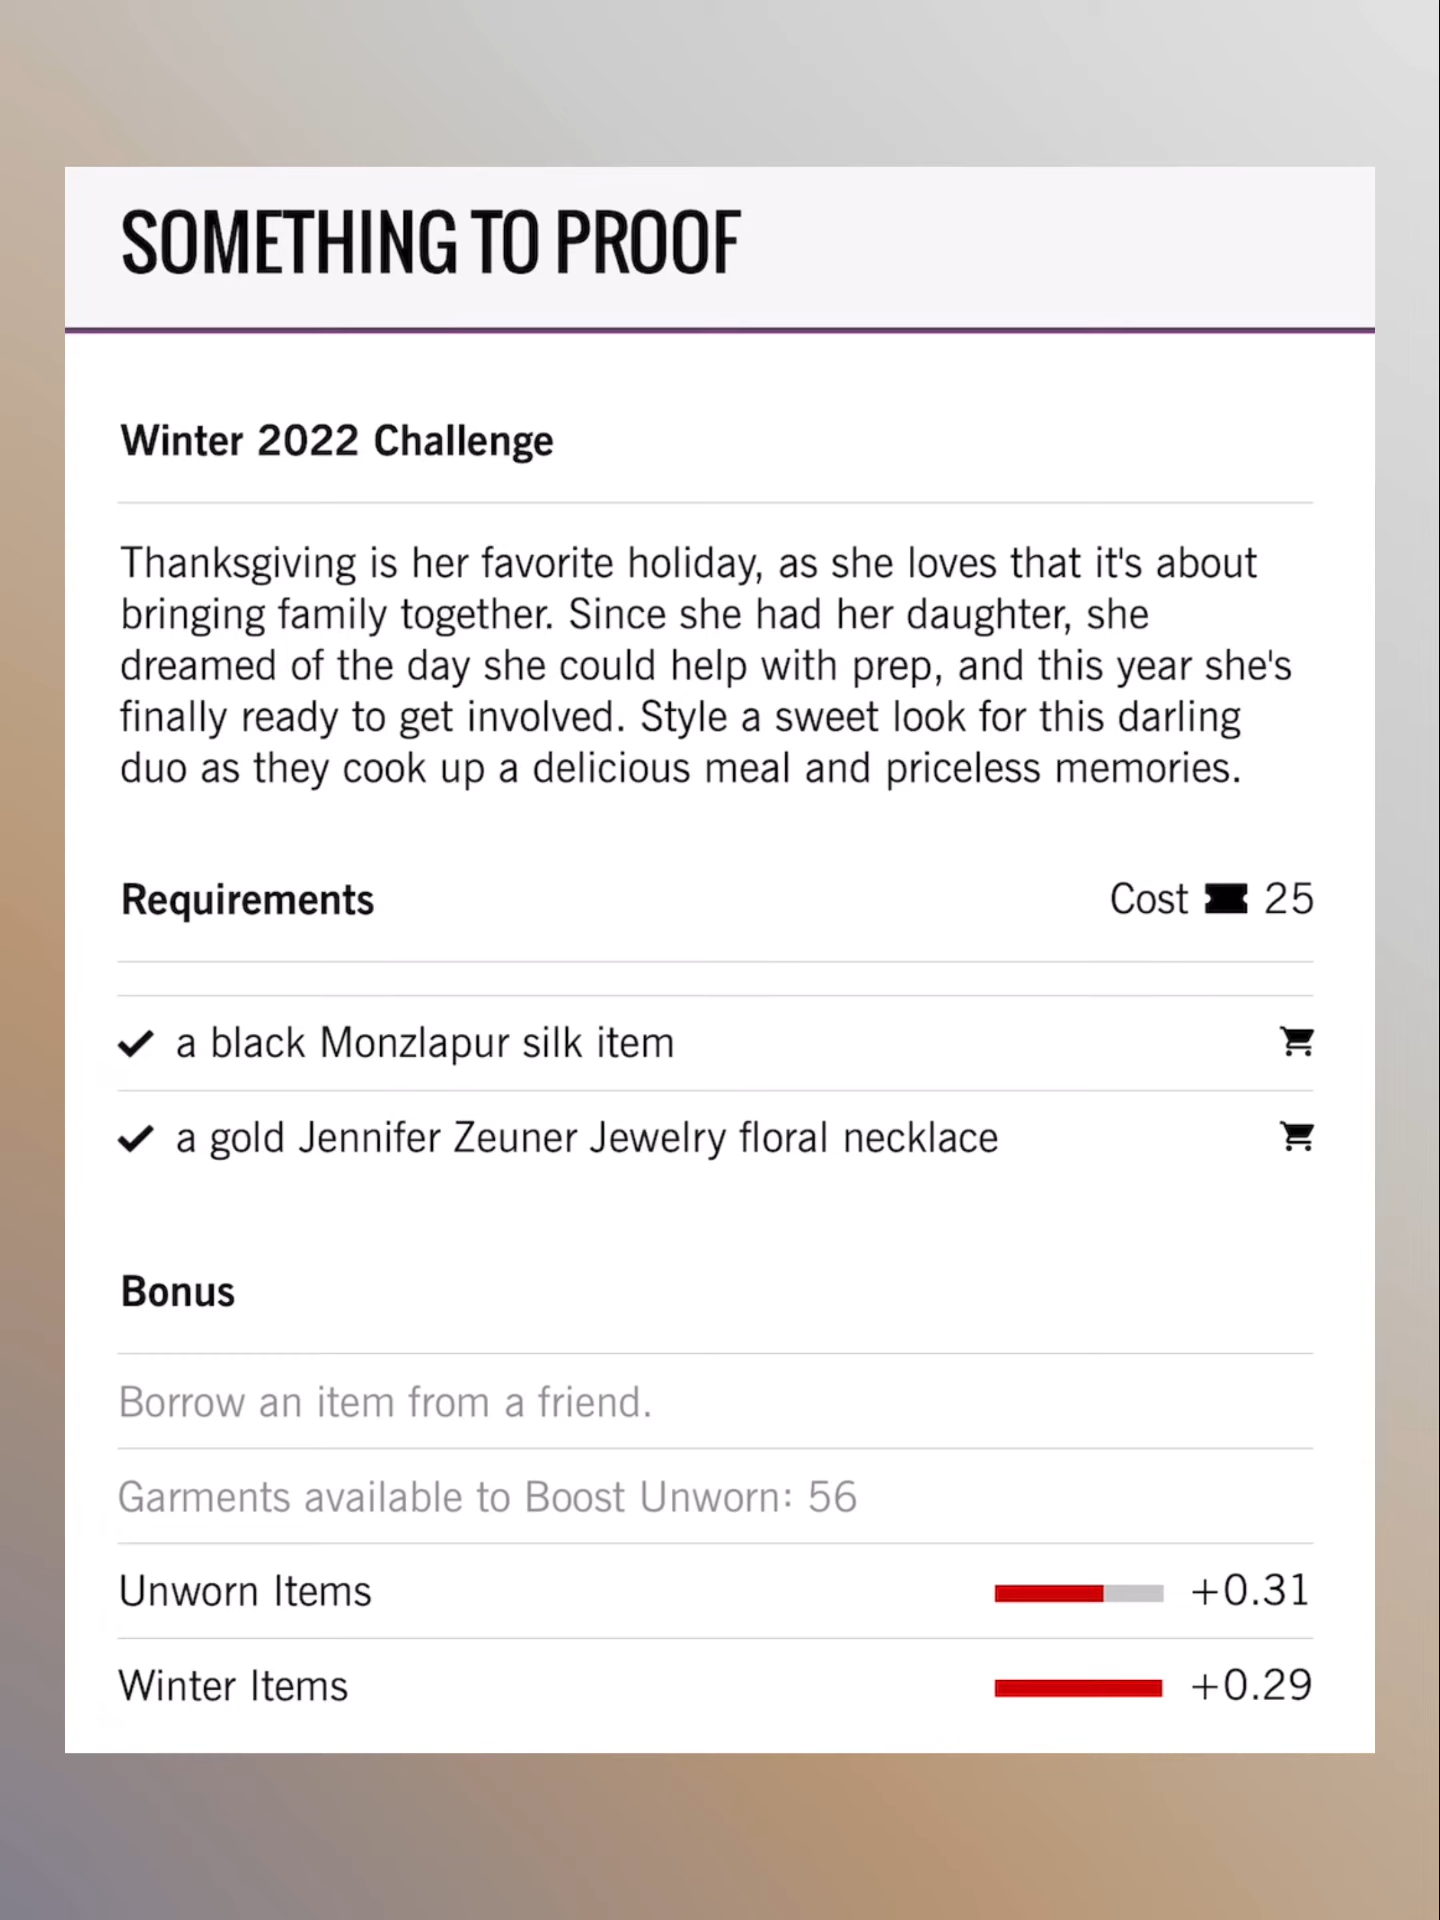 SOMETHING TO PROOF
Winter 2022 Challenge
Thanksgiving is her favorite holiday, as she loves that it's about
bringing family together. Since she had her daughter, she
dreamed of the day she could help with prep, and this year she's
finally ready to get involved. Style a sweet look for this darling
duo as they cook up a delicious meal and priceless memories.
Requirements Cost 25
a black Monzlapur silk item
a gold Jennifer Zeuner Jewelry floral necklace
Bonus
Borrow an item from a friend.
Garments available to Boost Unworn: 56
Unworn Items +0.31
Winter Items +0.29